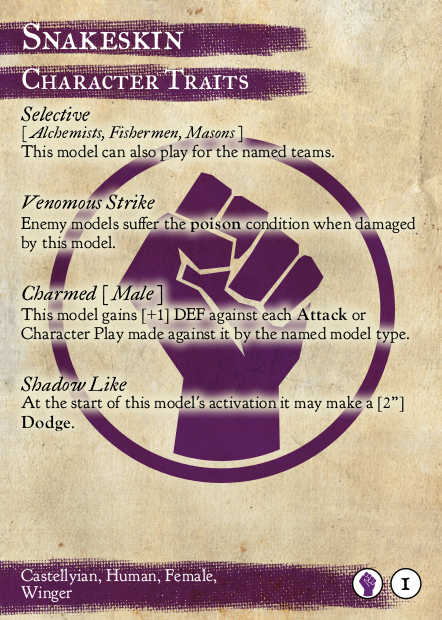 Snakeskin
Character Traits
Selective
[ Alchemists, Fishermen, Masons ]
This model can also play for the named teams.
Venomous Strike
Enemy models suffer the poison condition when damaged
by this model.
Charmed [ Male ]
This model gains [+1] DEF against each Attack or
Character Play made against it by the named model type.
Shadow Like
At the start of this model's activation it may make a [2”]
Dodge.
Castellyian, Human, Female,
Winger
1